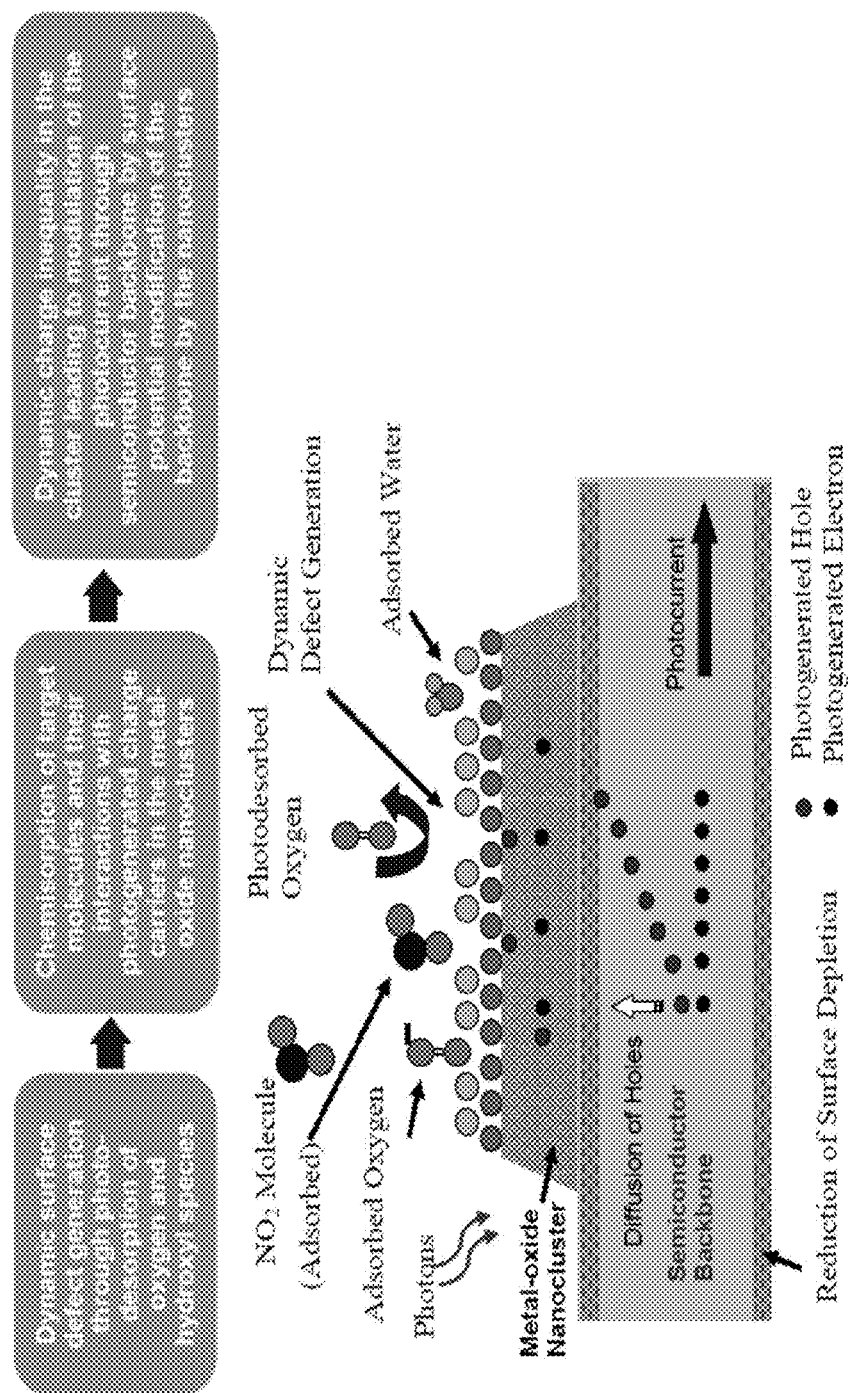 Dynamic surface
defect generation
through photo-
desorption of
oxygen and
hydroxyl species
Chemisorption of target
molecules and their
interactions with
photogenerated charge
carriers in the metal-
oxide nanoclusters
Dynamic charge inequality in the
cluster leading to modulation of the
photocurrent through
semiconductor backbone by surface
potential modification of the
backbone by the nanoclusters
NO₂ Molecule
(Adsorbed)
Photodesorbed
Oxygen
Dynamic
Defect Generation
Adsorbed Oxygen
Adsorbed Water
Photons
Metal-oxide
Nanocluster
Diffusion of Holes
Semiconductor
Backbone
Photocurrent
Reduction of Surface Depletion
Photogenerated Hole
Photogenerated Electron